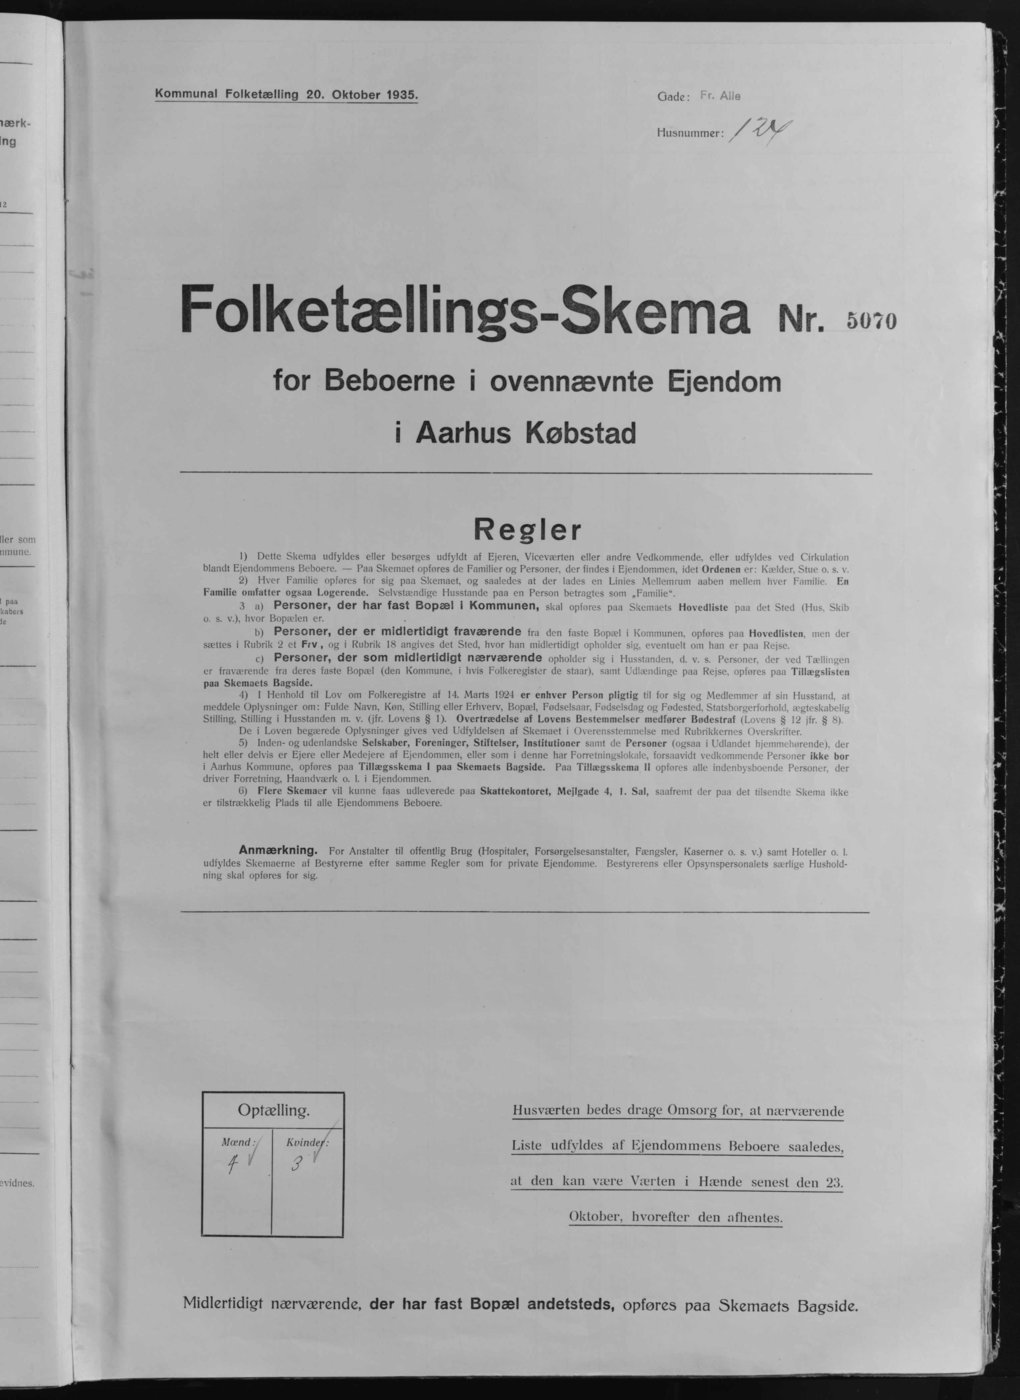 Kommunal Folketælling 20. Oktober 1935.
Gade: Fr. Alle
Husnummer: 124
Folketællings-Skema Nr. 5070
for Beboerne i ovennævnte Ejendom
i Aarhus Købstad
Regler
1) Dette Skema udfyldes eller besørges udfyldt af Ejeren, Viceværten eller andre Vedkommende, eller udfyldes ved Cirkulation
blandt Ejendommens Beboere. — Paa Skemaet opføres de Familier og Personer, der findes i Ejendommen, idet Ordenen er: Kælder, Stue o. s. v.
2) Hver Familie opføres for sig paa Skemaet, og saaledes at der lades en Linies Mellemrum aaben mellem hver Familie. En
Familie omfatter ogsaa Logerende. Selvstændige Husstande paa en Person betragtes som „Familie“.
3 a) Personer, der har fast Bopæl i Kommunen, skal opføres paa Skemaets Hovedliste paa det Sted (Hus, Skib
o. s. v.), hvor Bopælen er.
b) Personer, der er midlertidigt fraværende fra den faste Bopæl i Kommunen, opføres paa Hovedlisten, men der
sættes i Rubrik 2 et Frv., og i Rubrik 18 angives det Sted, hvor han midlertidigt opholder sig, eventuelt om han er paa Rejse.
c) Personer, der som midlertidigt nærværende opholder sig i Husstanden, d. v. s. Personer, der ved Tællingen
er fraværende fra deres faste Bopæl (den Kommune, i hvis Folkeregister de staar), samt Udlændinge paa Rejse, opføres paa Tillægslisten
paa Skemaets Bagside.
4) I Henhold til Lov om Folkeregistre af 14. Marts 1924 er enhver Person pligtig til for sig og Medlemmer af sin Husstand, at
meddele Oplysninger om: Fulde Navn, Køn, Stilling eller Erhverv, Bopæl, Fødselsaar, Fødselsdag og Fødested, Statsborgerforhold, ægteskabelig
Stilling, Stilling i Husstanden m. v. (jfr. Lovens § 1). Overtrædelse af Lovens Bestemmelser medfører Bødestraf (Lovens § 12 jfr. § 8).
De i Loven begærede Oplysninger gives ved Udfyldelsen af Skemaet i Overensstemmelse med Rubrikkernes Overskrifter.
5) Inden- og udenlandske Selskaber, Foreninger, Stiftelser, Institutioner samt de Personer (ogsaa i Udlandet hjemmehørende), der
helt eller delvis er Ejere eller Medejere af Ejendommen, eller som i denne har Forretningslokale, forsaavidt vedkommende Personer ikke bor
i Aarhus Kommune, opføres paa Tillægsskema I paa Skemaets Bagside. Paa Tillægsskema II opføres alle indenbysboende Personer, der
driver Forretning, Haandværk o. l. i Ejendommen.
6) Flere Skemaer vil kunne faas udleverede paa Skattekontoret, Mejlgade 4, 1. Sal, saafremt der paa det tilsendte Skema ikke
er tilstrækkelig Plads til alle Ejendommens Beboere.
Anmærkning. For Anstalter til offentlig Brug (Hospitaler, Forsørgelsesanstalter, Fængsler, Kaserner o. s. v.) samt Hoteller o. l.
udfyldes Skemaerne af Bestyrerne efter samme Regler som for private Ejendomme. Bestyrerens eller Opsynspersonalets særlige Hushold-
ning skal opføres for sig.
Optælling.
Mænd: Kvinder:
4 3
Husværten bedes drage Omsorg for, at nærværende
Liste udfyldes af Ejendommens Beboere saaledes,
at den kan være Værten i Hænde senest den 23.
Oktober, hvorefter den afhentes.
Midlertidigt nærværende, der har fast Bopæl andetsteds, opføres paa Skemaets Bagside.